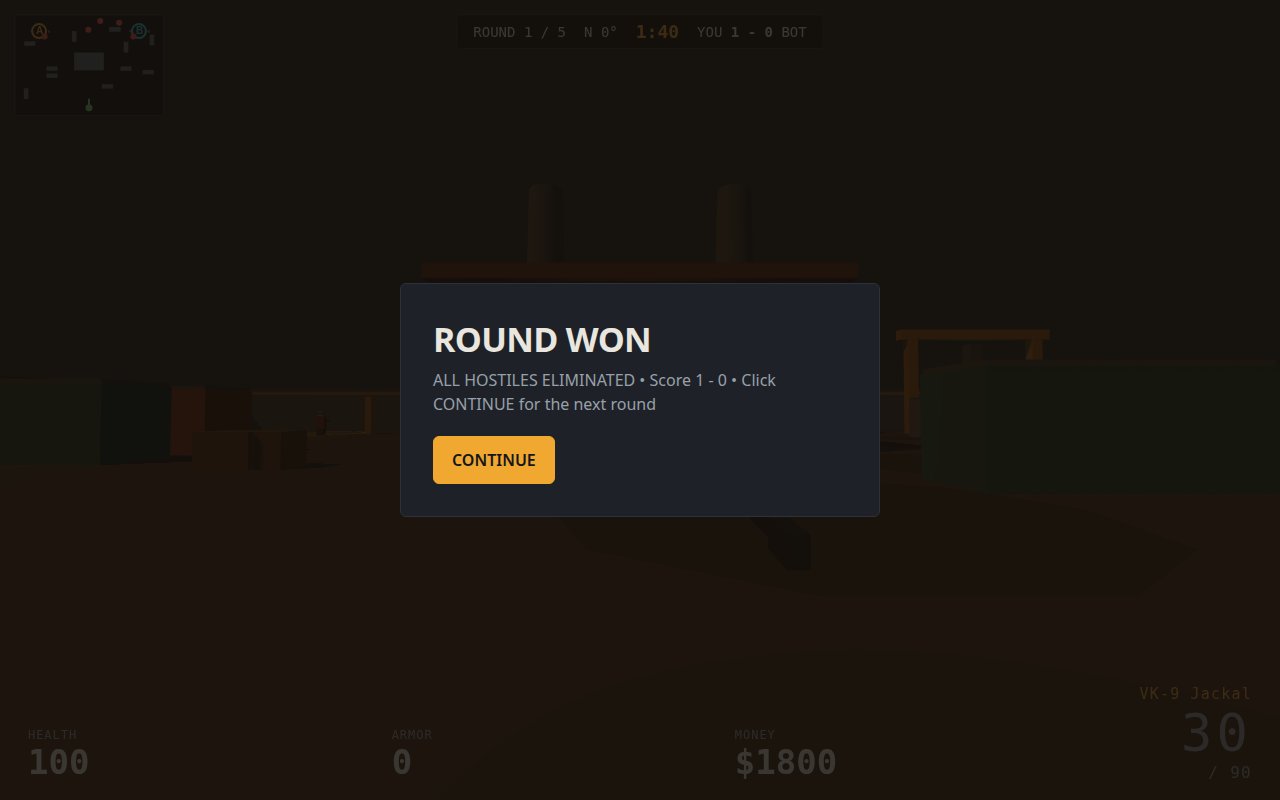 A B
ROUND 1 / 5 N 0° 1:40 YOU 1 - 0 BOT
ROUND WON
ALL HOSTILES ELIMINATED • Score 1 - 0 • Click
CONTINUE for the next round
CONTINUE
VK-9 Jackal
30
/ 90
HEALTH
100
ARMOR
0
MONEY
$1800